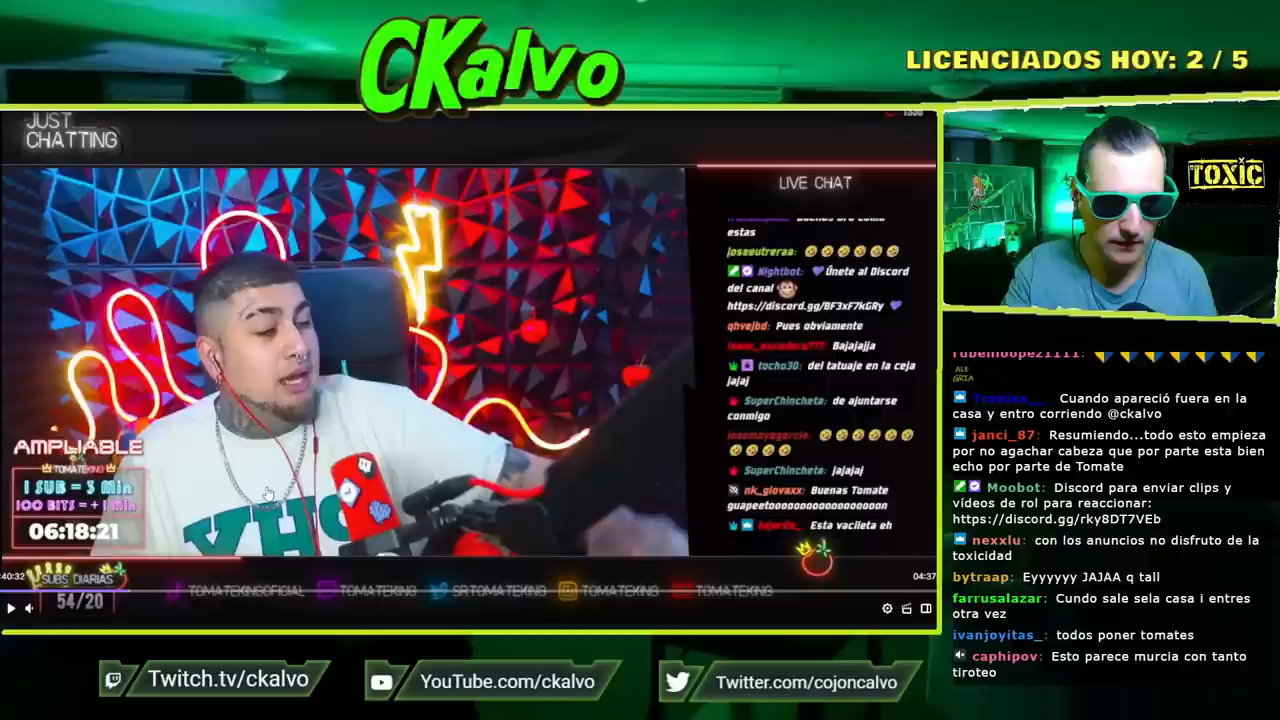 CKalvo
LICENCIADOS HOY: 2 / 5
JUST
CHATTING
LIVE CHAT
estas
joseeutreraa:
Nightbot: Únete al Discord
del canal
https://discord.gg/BF3xF7kGRy
qhvejbd: Pues obviamente
Bajajajja
tocho30: del tatuaje en la ceja
jajaj
SuperChincheta: de ajuntarse
conmigo
SuperChincheta: jajajaj
nk_giovaxx: Buenas Tomate
guapeetoooooooooooooooooooo
Esta vacileta eh
AMPLIABLE
TOMATEKING
1 SUB = 3 Min
100 BITS = + 1 Min
06:18:21
SUBS DIARIAS
54/20
:40:32
04:37
TOMATEKINGOFICIAL
TOMATEKING
SRTOMATEKING
TOMATEKING
TOMATEKING
TOXIC
ALE
GRIA
Cuando apareció fuera en la
casa y entro corriendo @ckalvo
janci_87: Resumiendo...todo esto empieza
por no agachar cabeza que por parte esta bien
echo por parte de Tomate
Moobot: Discord para enviar clips y
vídeos de rol para reaccionar:
https://discord.gg/rky8DT7VEb
nexxlu: con los anuncios no disfruto de la
toxicidad
bytraap: Eyyyyyy JAJAA q tall
farrusalazar: Cundo sale sela casa i entres
otra vez
ivanjoyitas_: todos poner tomates
caphipov: Esto parece murcia con tanto
tiroteo
Twitch.tv/ckalvo
YouTube.com/ckalvo
Twitter.com/cojoncalvo